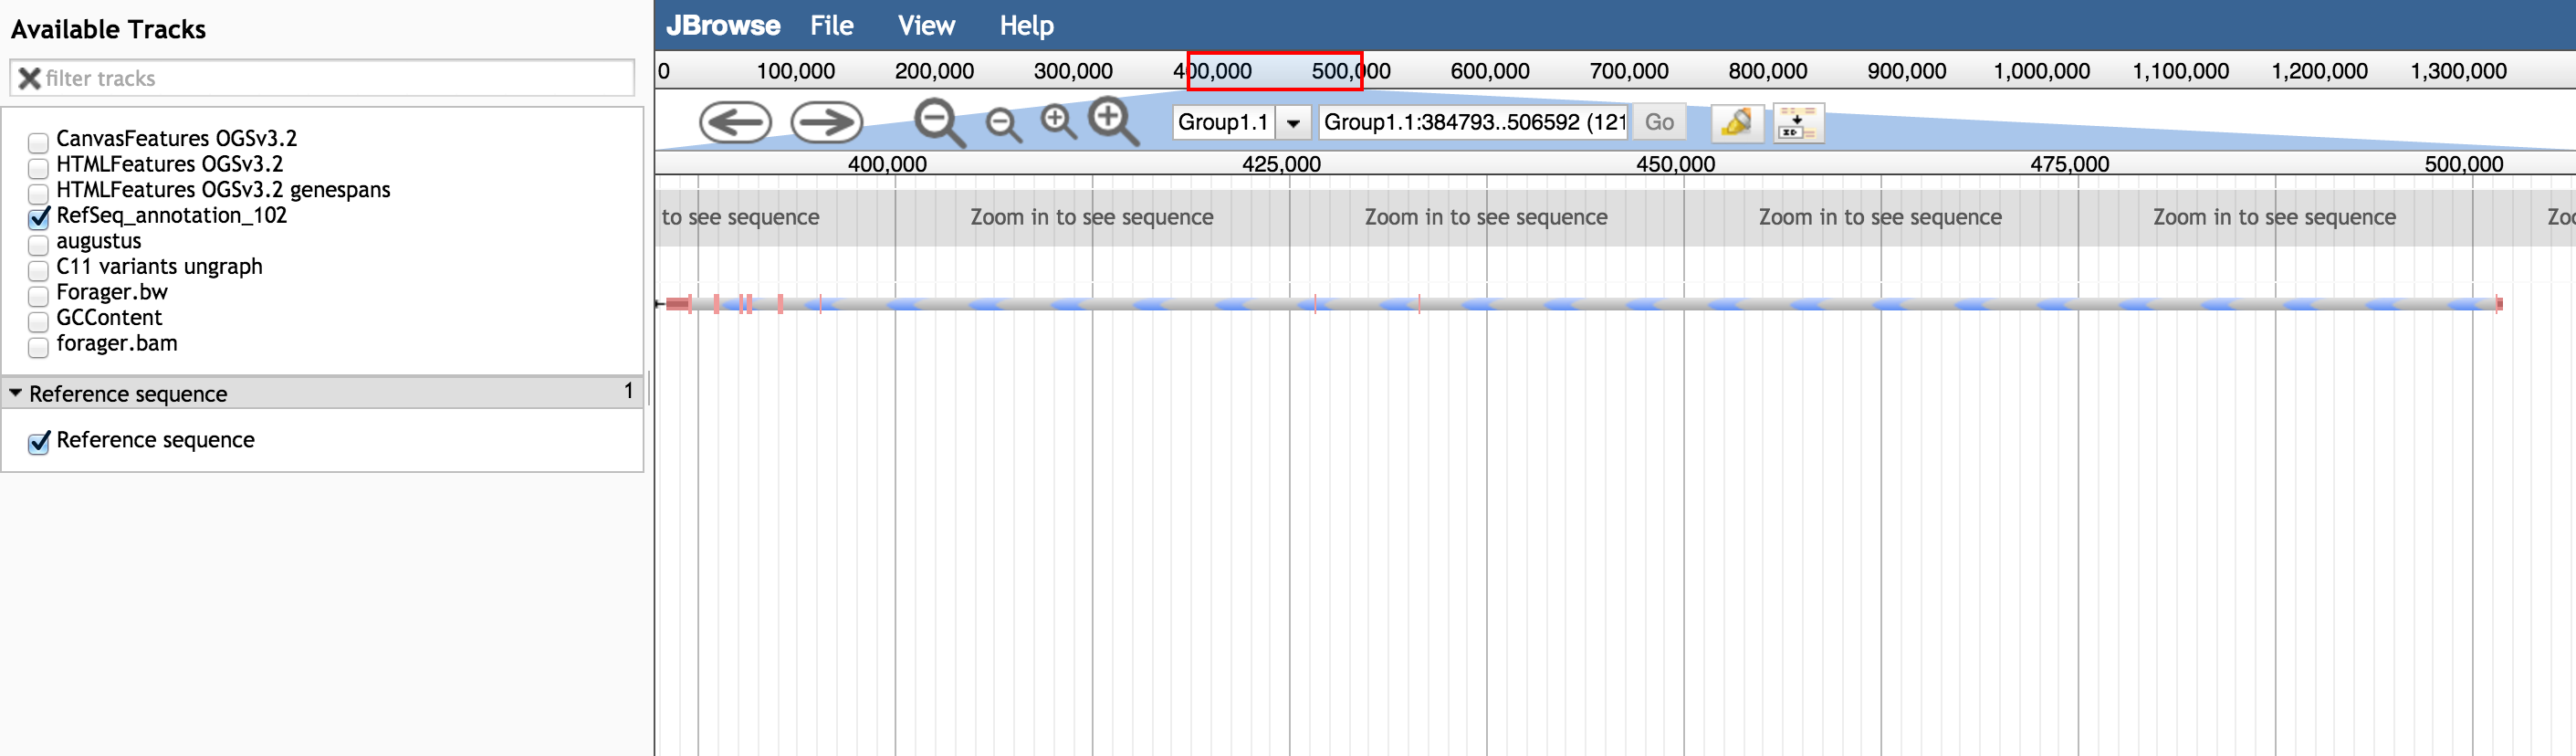 Available Tracks
filter tracks
CanvasFeatures OGSv3.2
HTMLFeatures OGSv3.2
HTMLFeatures OGSv3.2 genespans
RefSeq_annotation_102
augustus
C11 variants ungraph
Forager.bw
GCContent
forager.bam
Reference sequence 1
Reference sequence
JBrowse File View Help
0 100,000 200,000 300,000 400,000 500,000 600,000 700,000 800,000 900,000 1,000,000 1,100,000 1,200,000 1,300,000
Group1.1 Group1.1:384793..506592 (121 Go
400,000 425,000 450,000 475,000 500,000
to see sequence Zoom in to see sequence Zoom in to see sequence Zoom in to see sequence Zoom in to see sequence Zoo